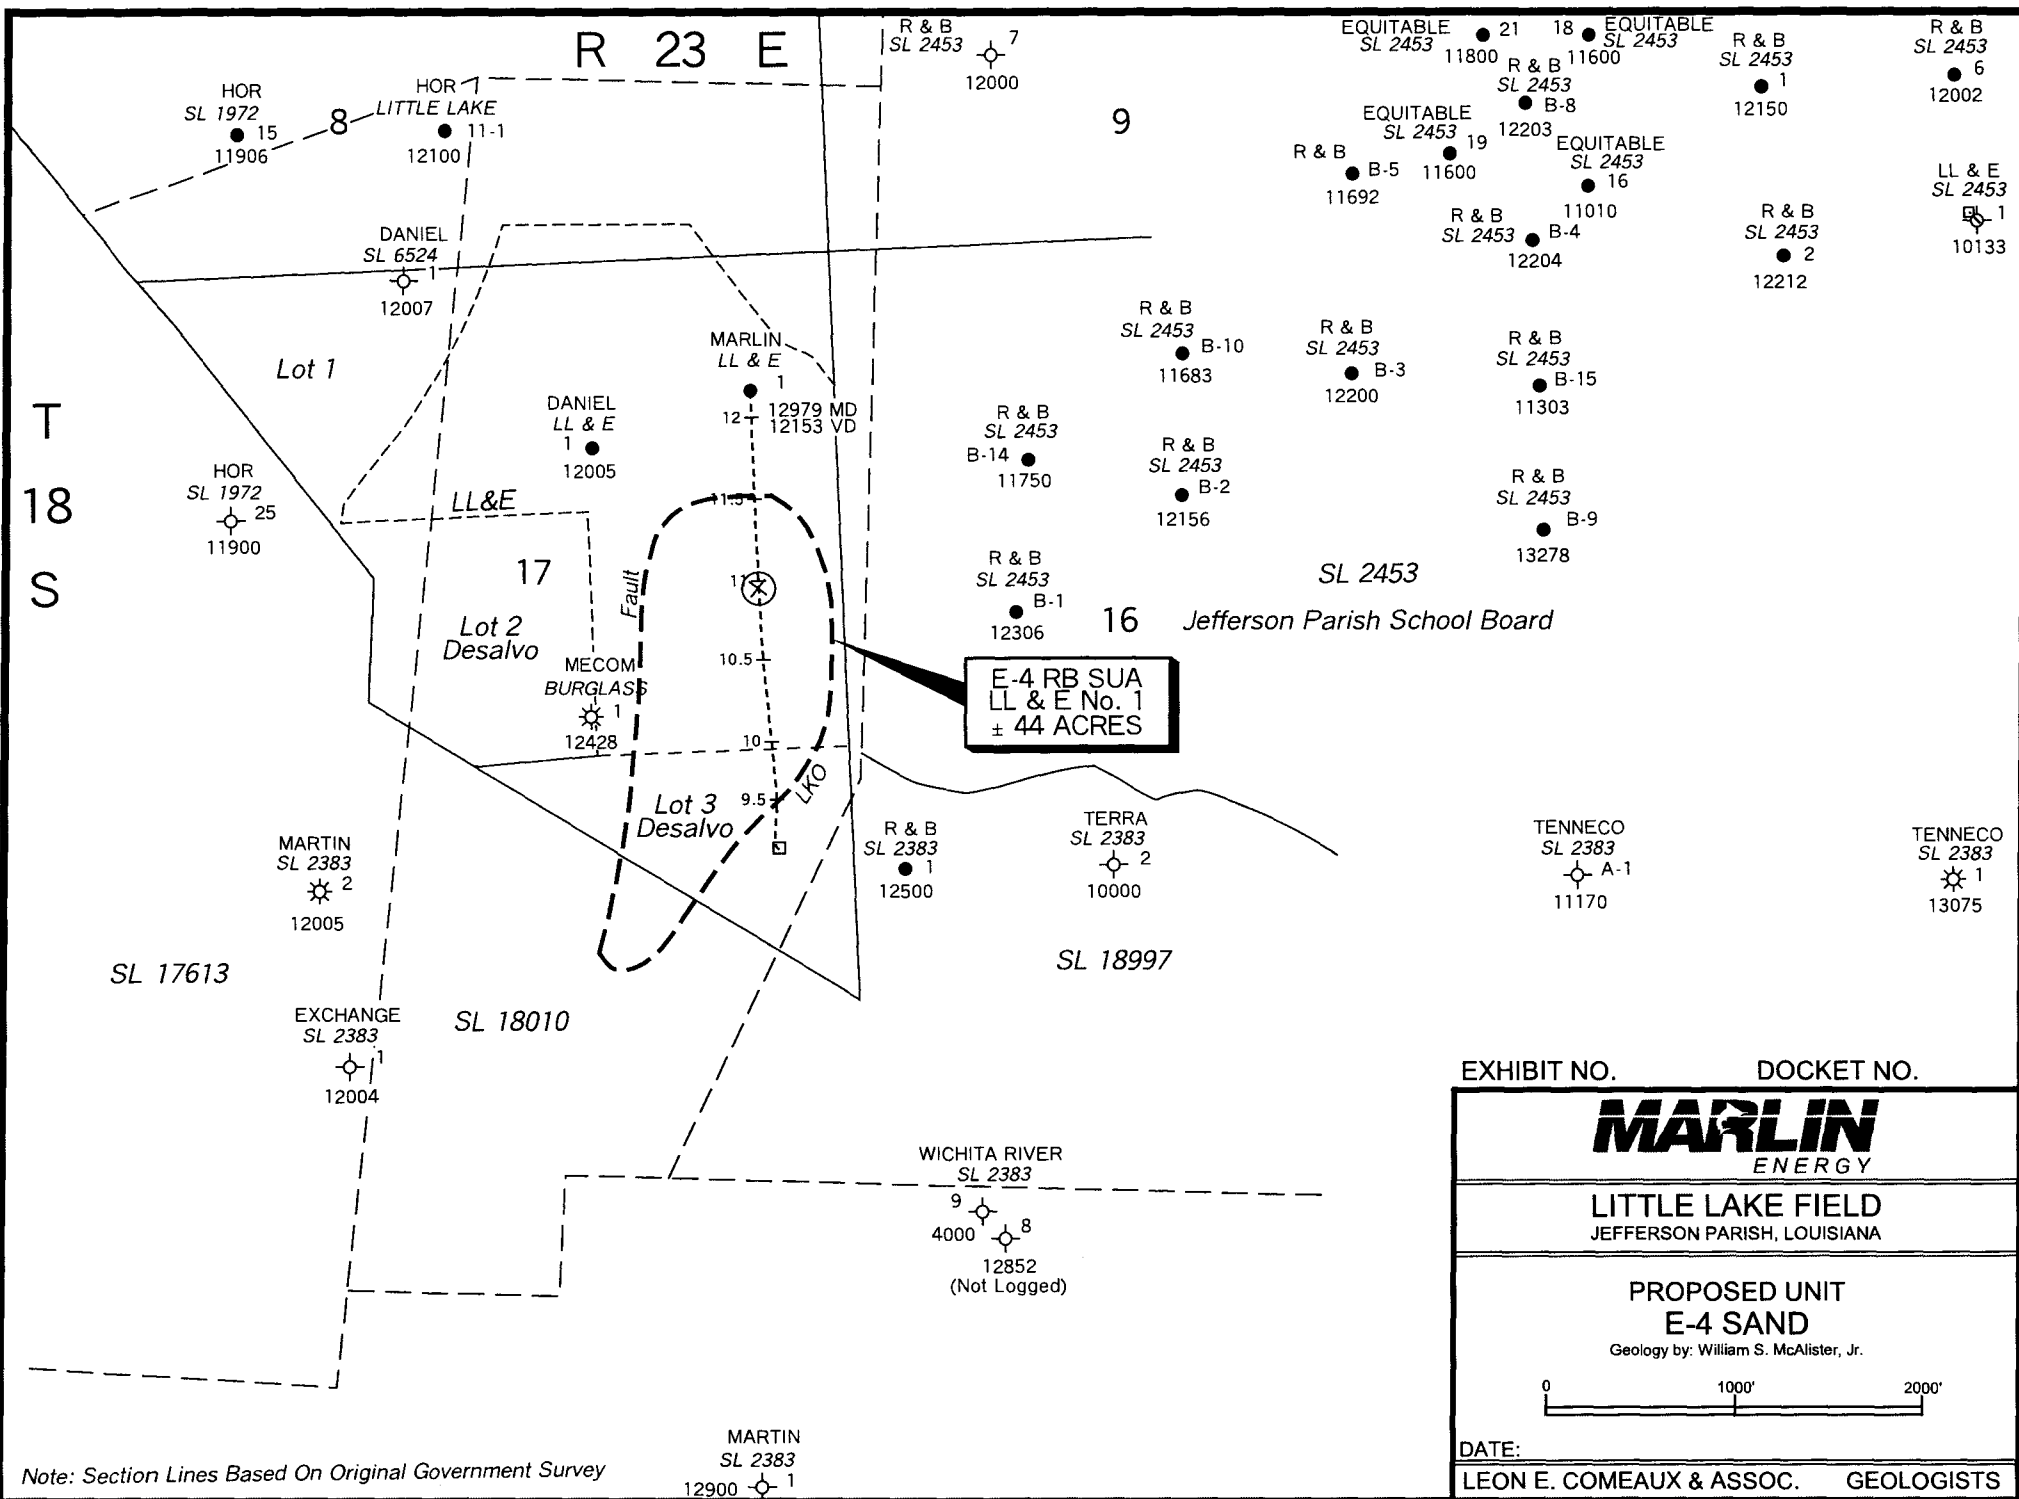 R 23 E
R & B
SL 2453
7
12000
EQUITABLE
SL 2453
21
11800
18
EQUITABLE
SL 2453
11600
R & B
SL 2453
1
12150
R & B
SL 2453
6
12002
HOR
SL 1972
15
11906
8
HOR
LITTLE LAKE
11-1
12100
9
R & B
SL 2453
B-8
12203
EQUITABLE
SL 2453
19
11600
R & B
B-5
11692
EQUITABLE
SL 2453
16
11010
LL & E
SL 2453
1
10133
R & B
SL 2453
B-4
12204
R & B
SL 2453
2
12212
DANIEL
SL 6524
1
12007
Lot 1
MARLIN
LL & E
1
12979 MD
12153 VD
12
R & B
SL 2453
B-10
11683
R & B
SL 2453
B-3
12200
R & B
SL 2453
B-15
11303
T
18
S
DANIEL
LL & E
1
12005
R & B
SL 2453
B-14
11750
R & B
SL 2453
B-2
12156
R & B
SL 2453
B-9
13278
HOR
SL 1972
25
11900
LL&E
11.5
17
Fault
11
R & B
SL 2453
B-1
12306
16
SL 2453
Jefferson Parish School Board
Lot 2
Desalvo
MECOM
BURGLASS
1
12428
10.5
E-4 RB SUA
LL & E No. 1
± 44 ACRES
10
9.5
LKO
Lot 3
Desalvo
MARTIN
SL 2383
2
12005
R & B
SL 2383
1
12500
TERRA
SL 2383
2
10000
TENNECO
SL 2383
A-1
11170
TENNECO
SL 2383
1
13075
SL 17613
SL 18997
EXCHANGE
SL 2383
1
12004
SL 18010
WICHITA RIVER
SL 2383
9
4000
8
12852
(Not Logged)
MARTIN
SL 2383
12900
1
Note: Section Lines Based On Original Government Survey
EXHIBIT NO. DOCKET NO.
MARLIN
ENERGY
LITTLE LAKE FIELD
JEFFERSON PARISH, LOUISIANA
PROPOSED UNIT
E-4 SAND
Geology by: William S. McAlister, Jr.
0 1000' 2000'
DATE:
LEON E. COMEAUX & ASSOC. GEOLOGISTS